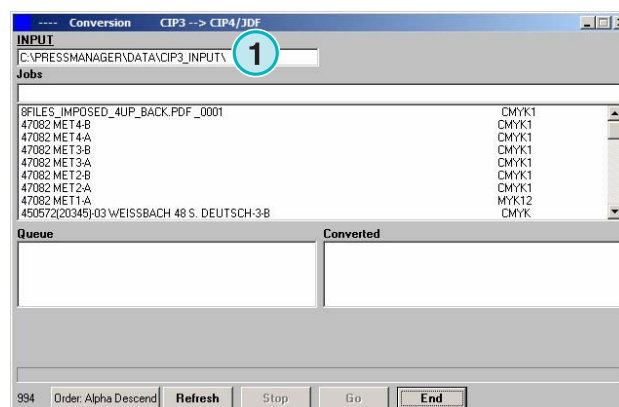 ---- Conversion CIP3 --> CIP4/JDF
INPUT
C:\PRESSMANAGER\DATA\CIP3_INPUT\
1
Jobs
8FILES_IMPOSED_4UP_BACK.PDF_0001 CMYK1
47082 MET4-B CMYK1
47082 MET4-A CMYK1
47082 MET3-B CMYK1
47082 MET3-A CMYK1
47082 MET2-B CMYK1
47082 MET2-A CMYK1
47082 MET1-A MYK12
450572(20345)-03 WEISSBACH 48 S. DEUTSCH-3-B CMYK
Queue Converted
994 Order: Alpha Descend Refresh Stop Go End